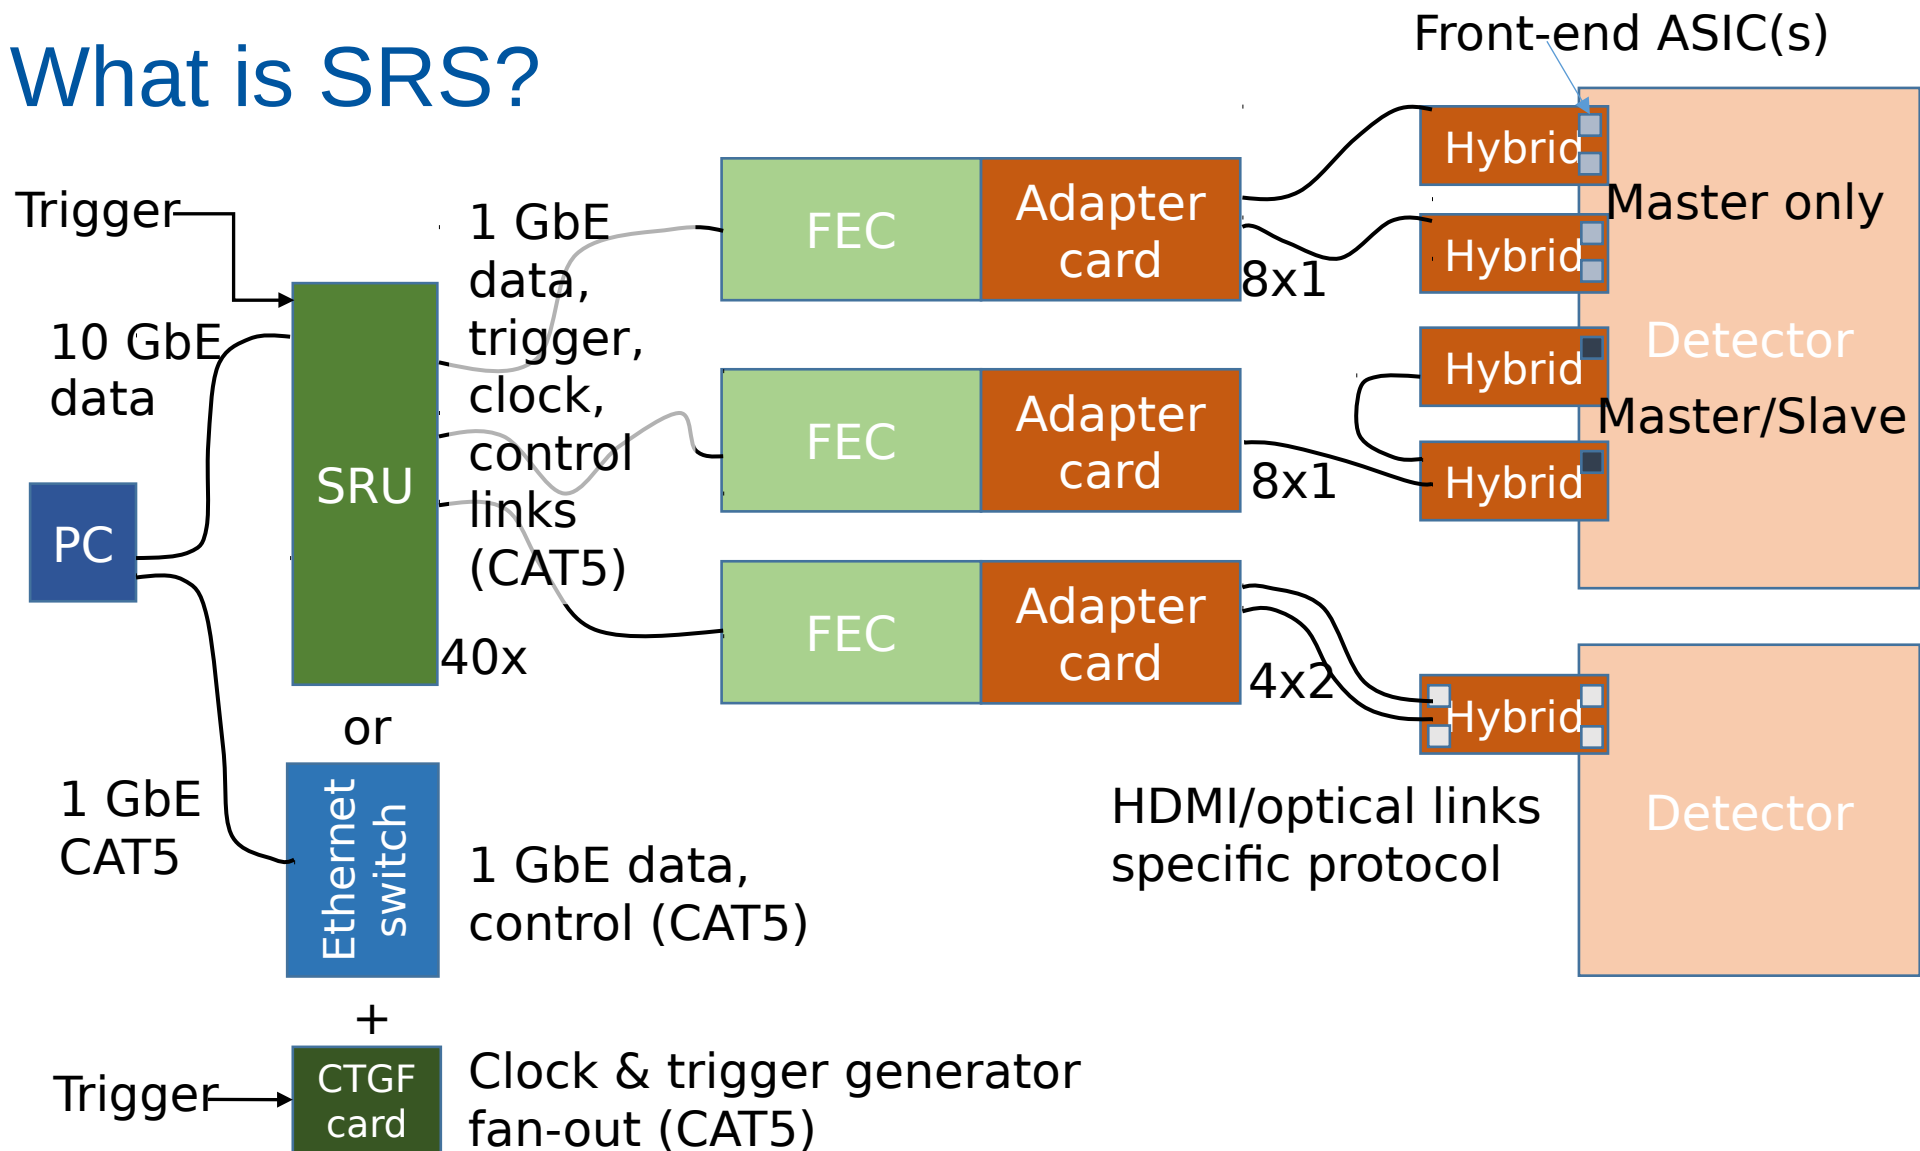 What is SRS?
Front-end ASIC(s)
Trigger
10 GbE
data
PC
SRU
1 GbE
data,
trigger,
clock,
control
links
(CAT5)
40x
or
1 GbE
CAT5
Ethernet
switch
1 GbE data,
control (CAT5)
+
Trigger
CTGF
card
Clock & trigger generator
fan-out (CAT5)
FEC
Adapter
card
8x1
FEC
Adapter
card
8x1
FEC
Adapter
card
4x2
HDMI/optical links
specific protocol
Hybrid
Hybrid
Hybrid
Hybrid
Hybrid
Master only
Detector
Master/Slave
Detector